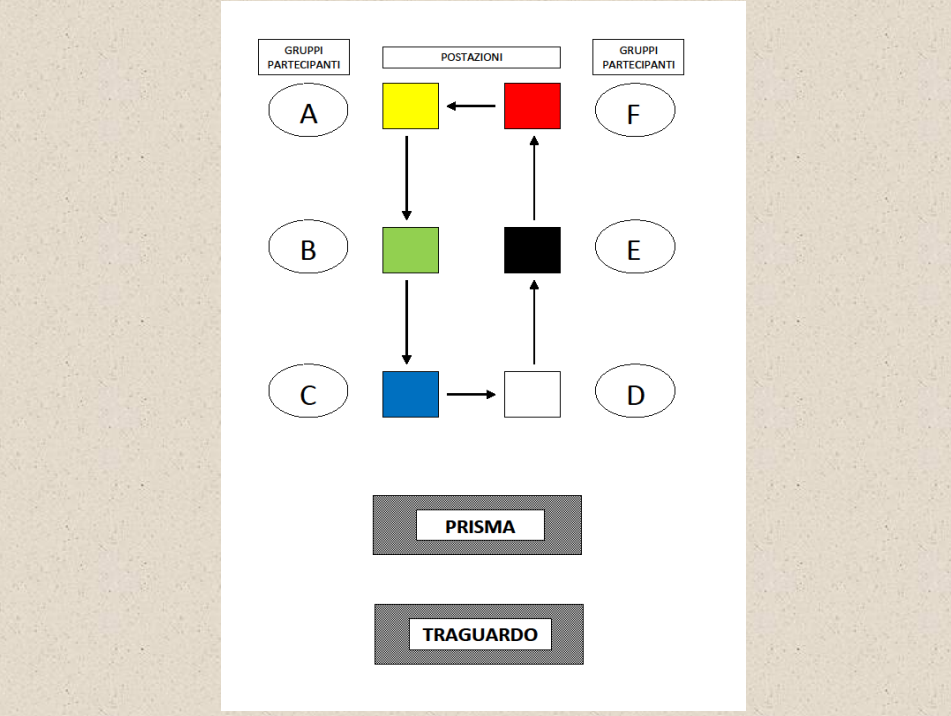 GRUPPI
PARTECIPANTI
POSTAZIONI
GRUPPI
PARTECIPANTI
A
F
B
E
C
D
PRISMA
TRAGUARDO